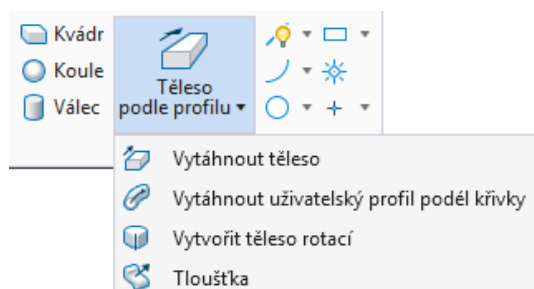 Kvádr
Koule
Válec
Těleso
podle profilu
Vytáhnout těleso
Vytáhnout uživatelský profil podél křivky
Vytvořit těleso rotací
Tloušťka